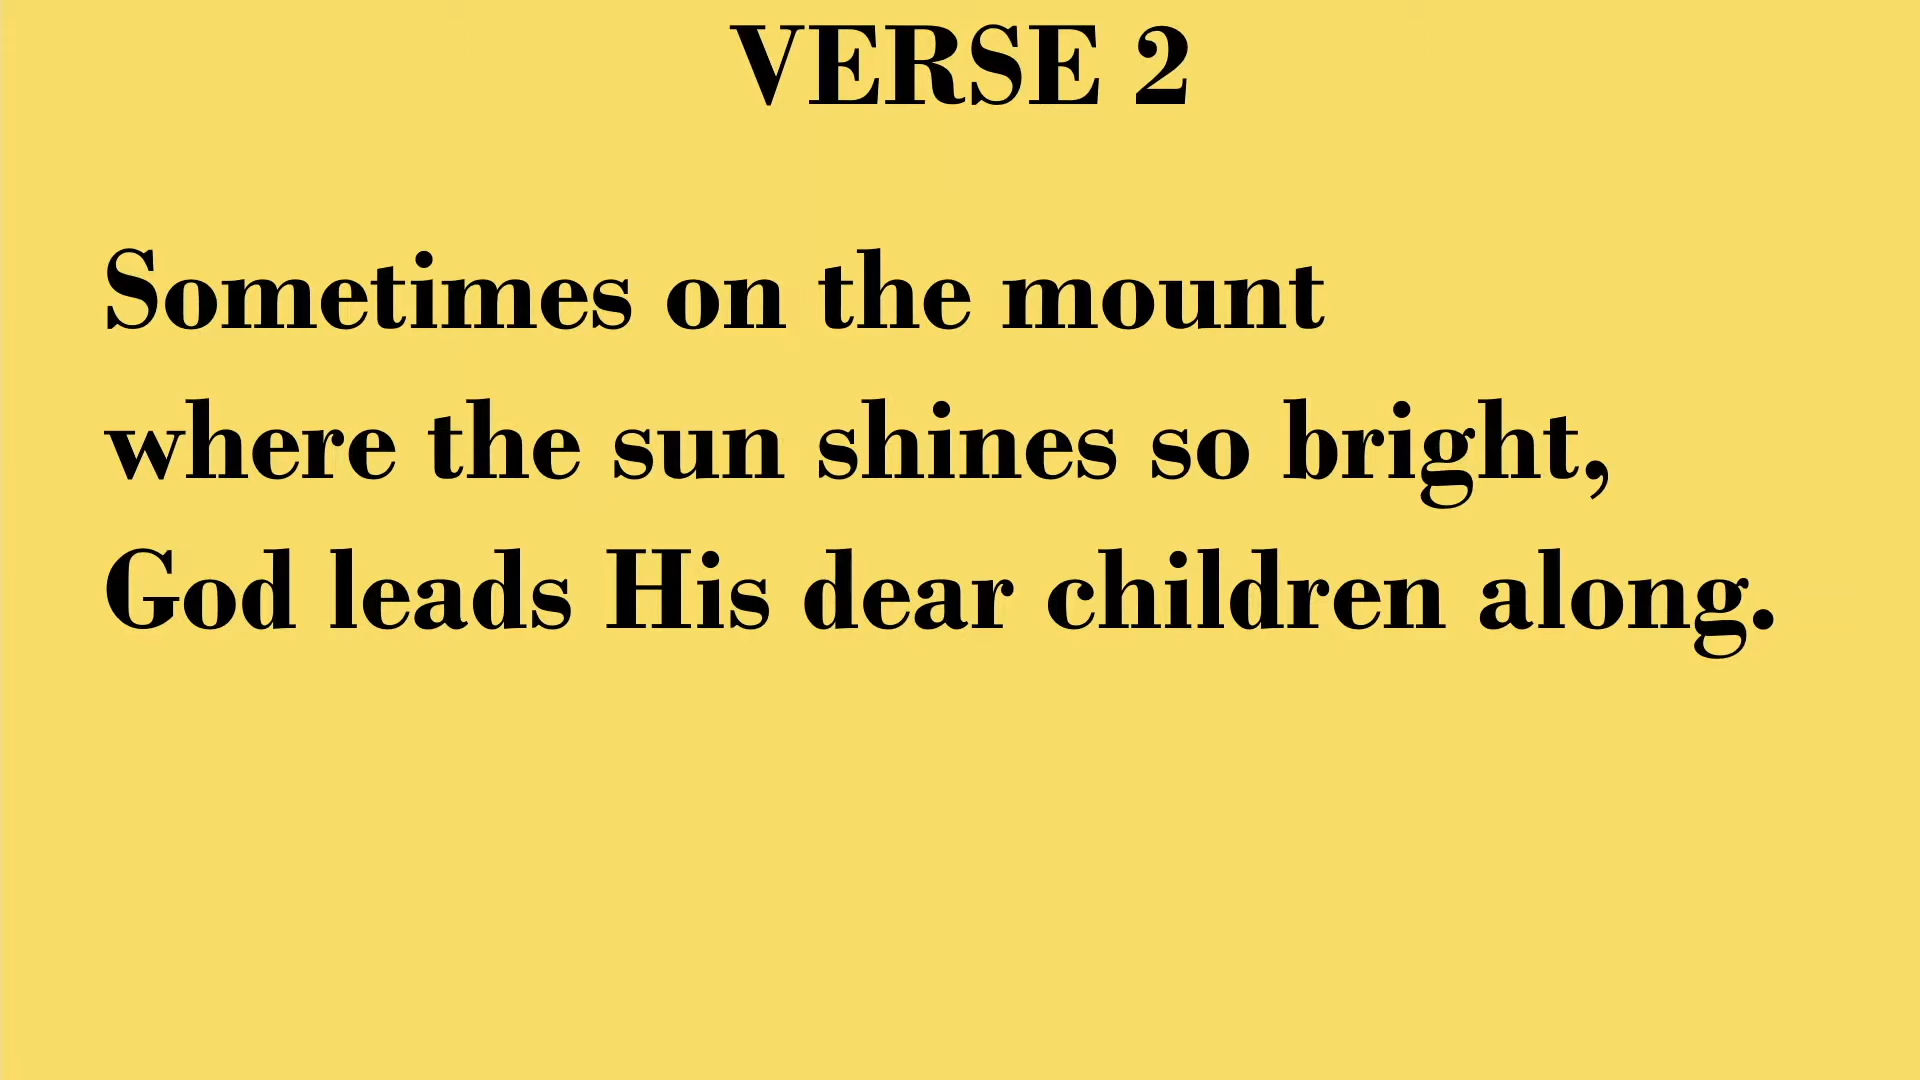 VERSE 2
Sometimes on the mount
where the sun shines so bright,
God leads His dear children along.